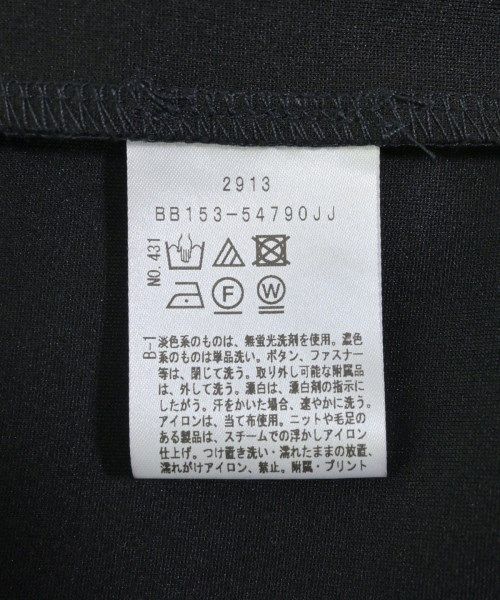 2913
BB153-54790JJ
NO.431
F
W
B-1
淡色系のものは、無蛍光洗剤を使用。濃色
系のものは単品洗い。ボタン、ファスナー
等は、閉じて洗う。取り外し可能な附属品
は、外して洗う。漂白は、漂白剤の指示に
したがう。汗をかいた場合、速やかに洗う。
アイロンは、当て布使用。ニットや毛足の
ある製品は、スチームでの浮かしアイロン
仕上げ。つけ置き洗い・濡れたままの放置、
濡れがけアイロン、禁止。附属・プリント